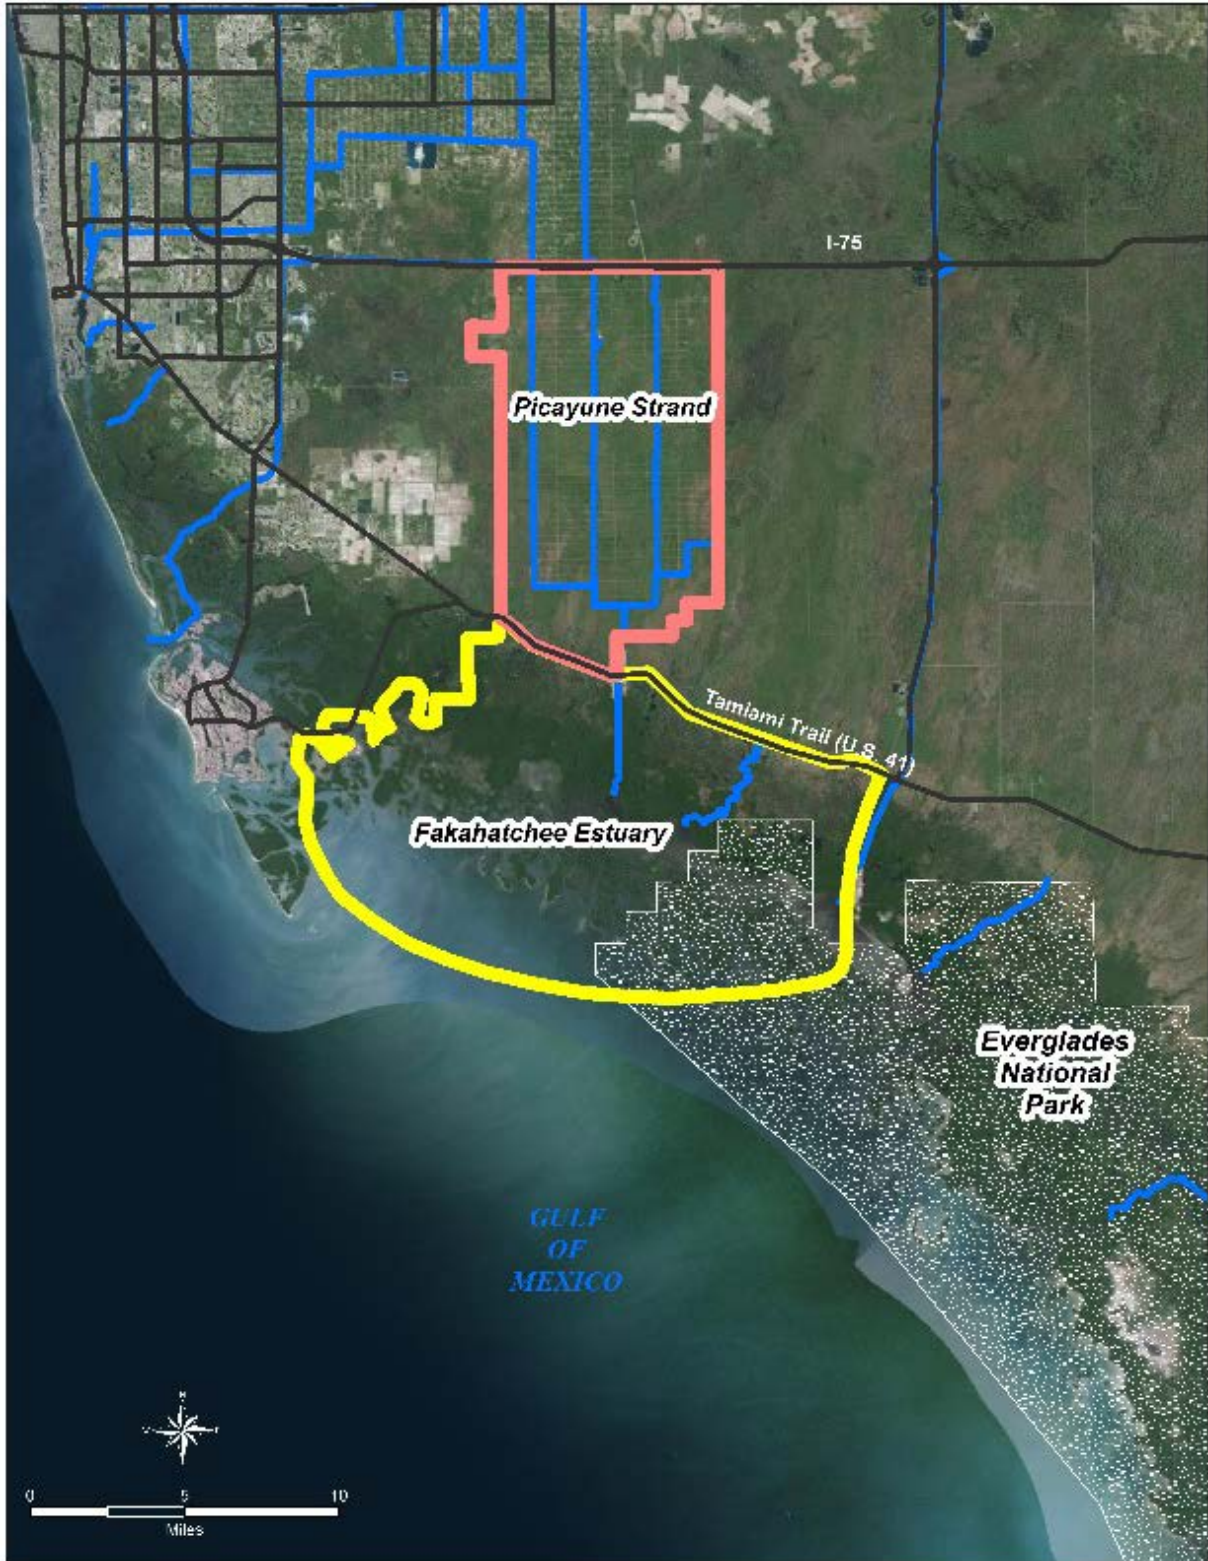 I-75
Picayune Strand
Tamiami Trail (U.S. 41)
Fakahatchee Estuary
Everglades
National
Park
GULF
OF
MEXICO
N
0 5 10
Miles